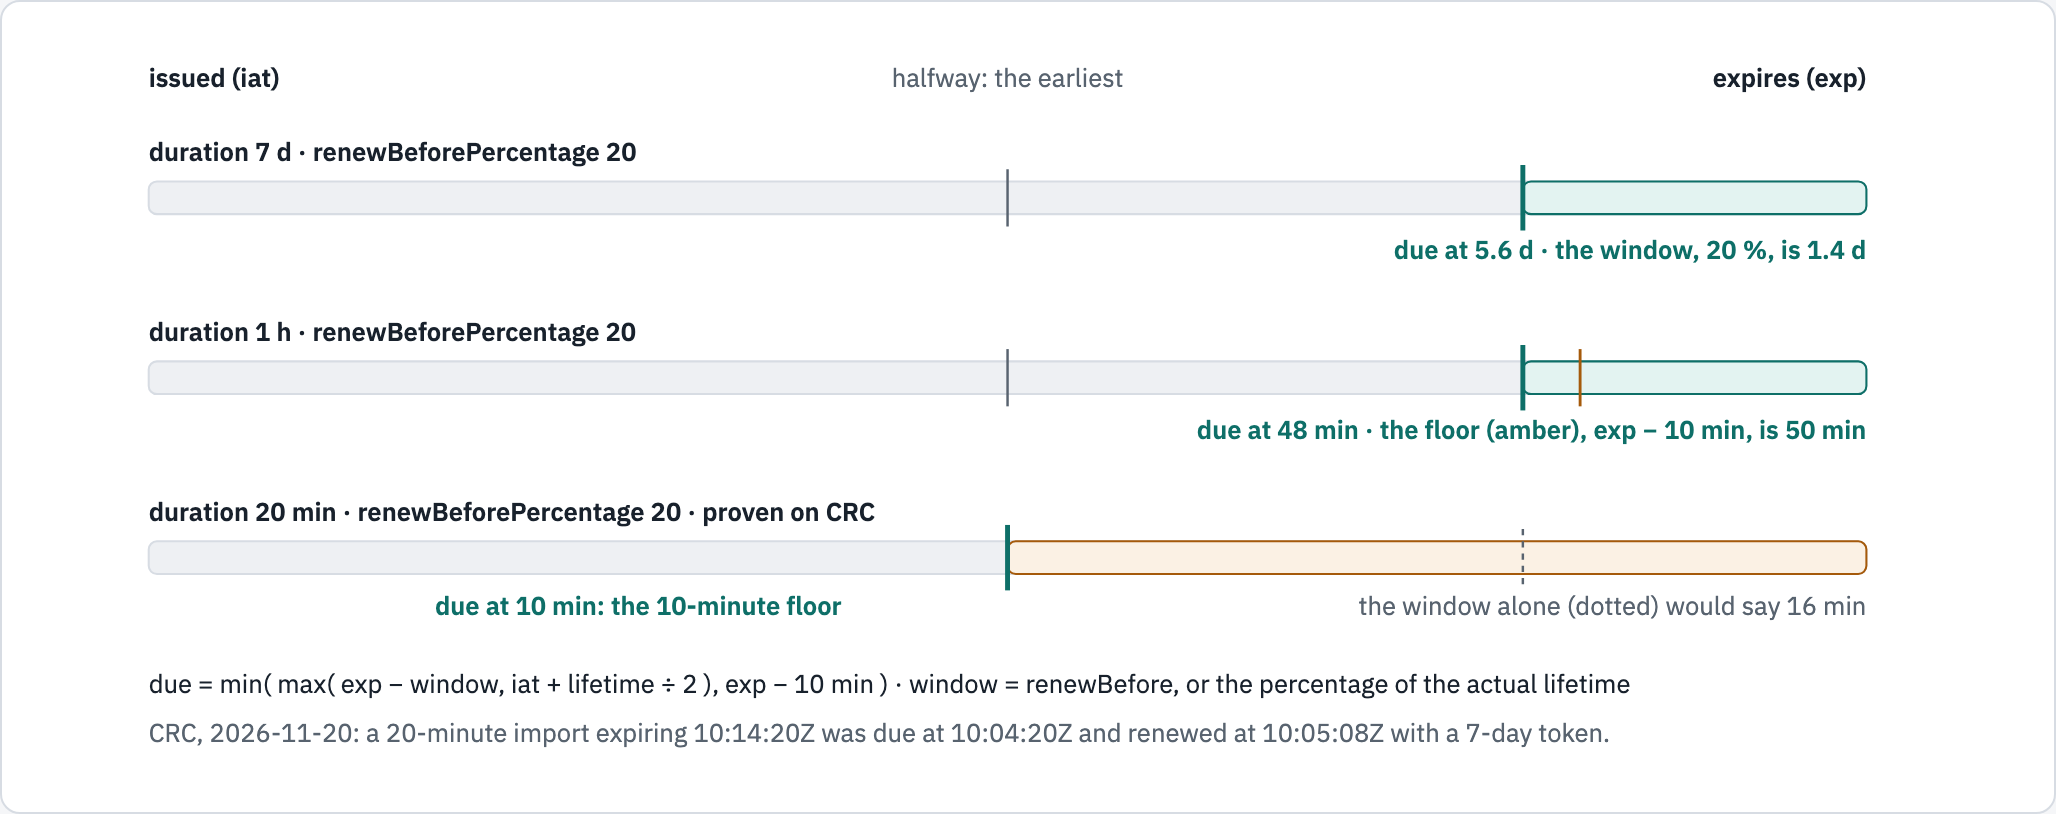 issued (iat) halfway: the earliest expires (exp)
duration 7 d · renewBeforePercentage 20
due at 5.6 d · the window, 20 %, is 1.4 d
duration 1 h · renewBeforePercentage 20
due at 48 min · the floor (amber), exp – 10 min, is 50 min
duration 20 min · renewBeforePercentage 20 · proven on CRC
due at 10 min: the 10-minute floor the window alone (dotted) would say 16 min
due = min( max( exp – window, iat + lifetime ÷ 2 ), exp – 10 min ) · window = renewBefore, or the percentage of the actual lifetime
CRC, 2026-11-20: a 20-minute import expiring 10:14:20Z was due at 10:04:20Z and renewed at 10:05:08Z with a 7-day token.